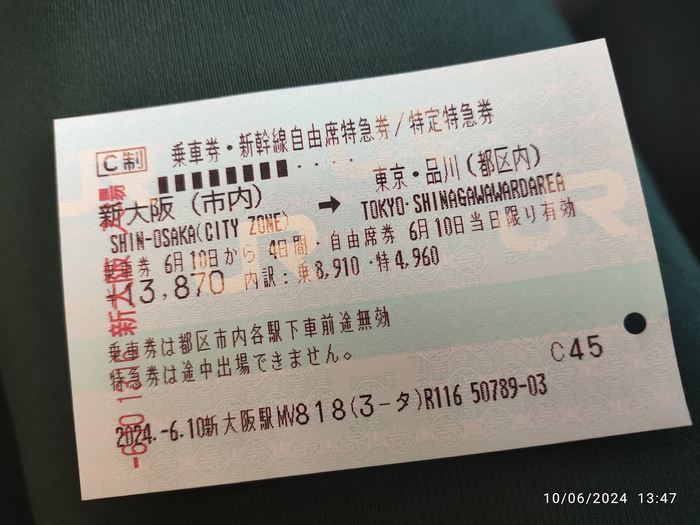 C制
乗車券・新幹線自由席特急券/特定特急券
新大阪(市内) ➡ 東京・品川(都区内)
SHIN-OSAKA(CITY ZONE) TOKYO·SHINAGAWAWARDAREA
乗車券 6月10日から 4日間・自由席券 6月10日当日限り有効
¥13,870 内訳:乗8,910・特4,960
乗車券は都区市内各駅下車前途無効
特急券は途中出場できません。
C45
2024.-6.10新大阪駅MV818(3-タ)R116 50789-03
新大阪
10/06/2024 13:47